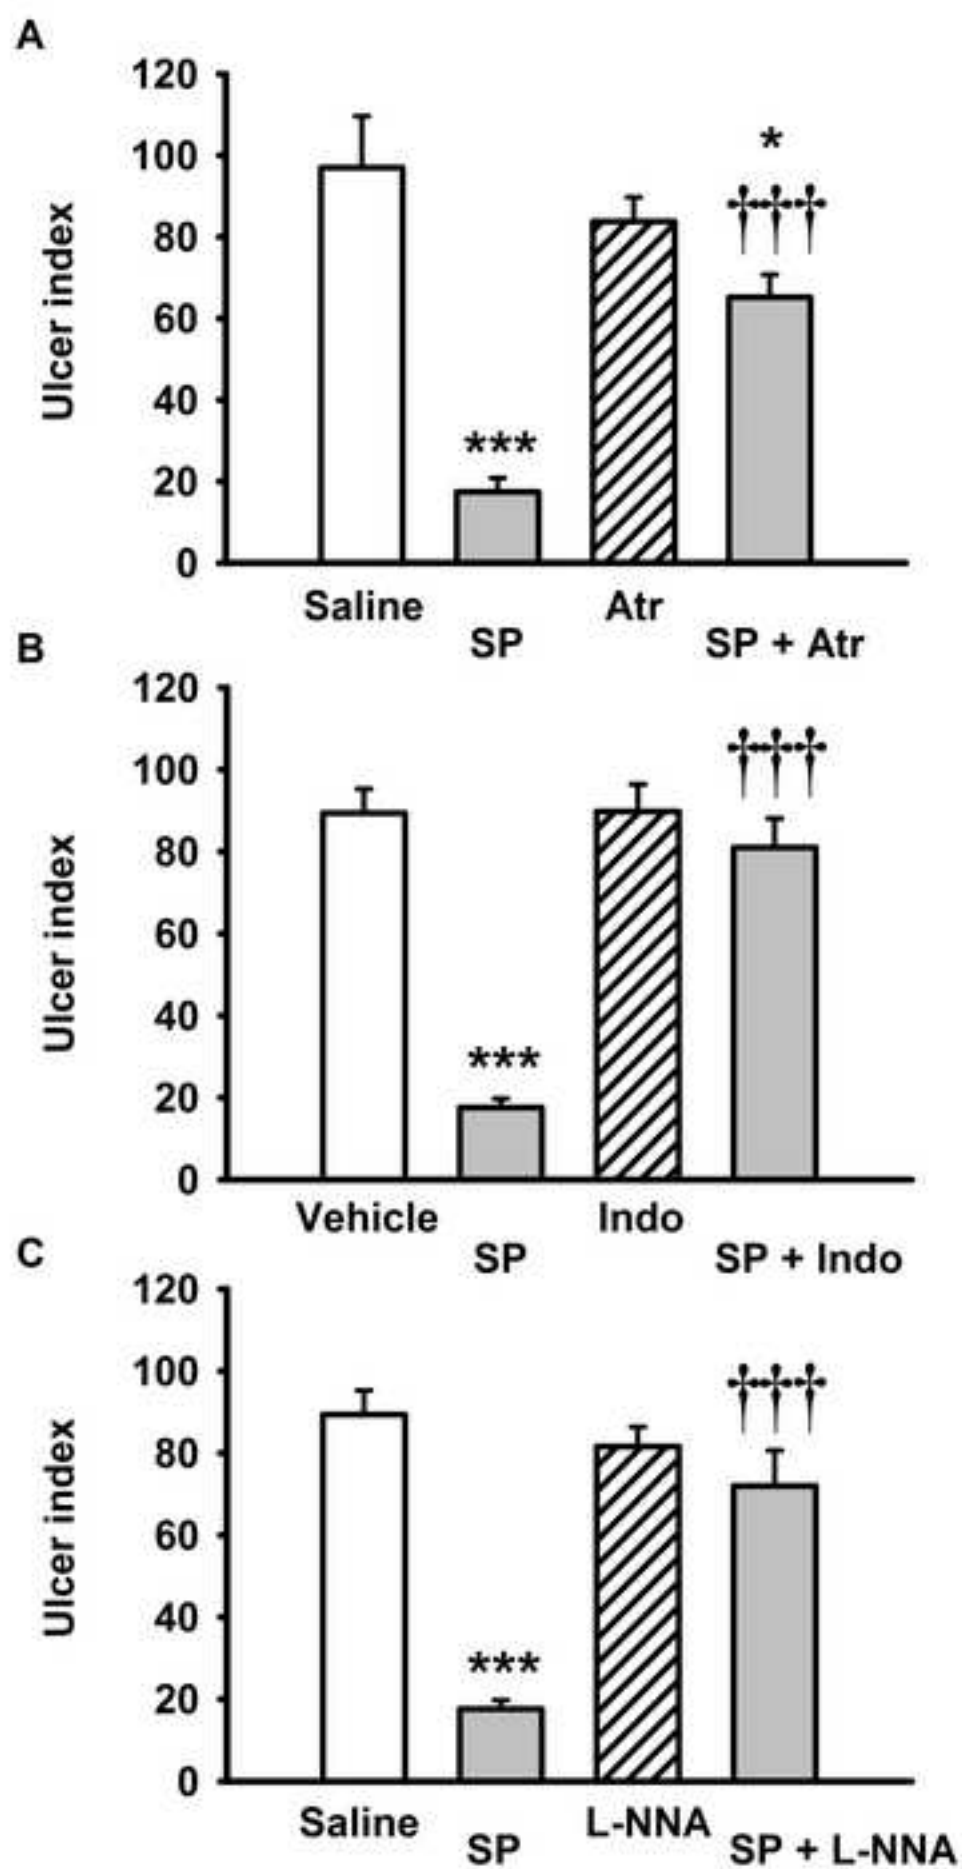 A
120
100
80
60
40
20
0
Ulcer index
***
*
†††
Saline
SP
Atr
SP + Atr
B
120
100
80
60
40
20
0
Ulcer index
***
†††
Vehicle
SP
Indo
SP + Indo
C
120
100
80
60
40
20
0
Ulcer index
***
†††
Saline
SP
L-NNA
SP + L-NNA